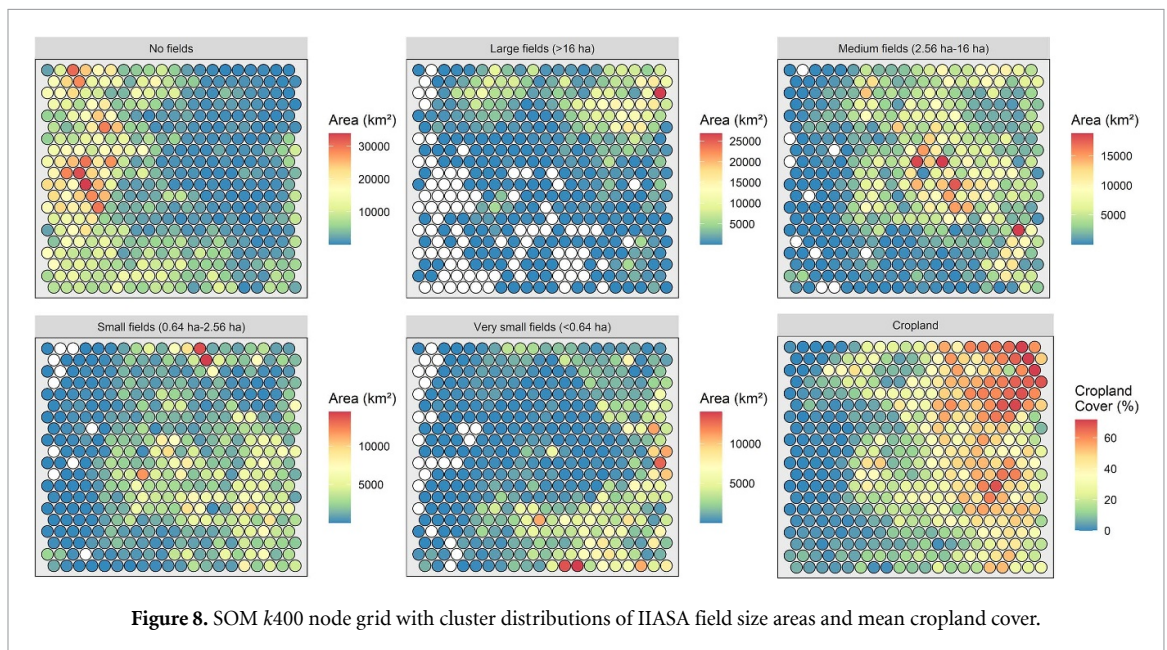 No fields
Large fields (>16 ha)
Medium fields (2.56 ha-16 ha)
Area (km²)
30000
20000
10000
Area (km²)
25000
20000
15000
10000
5000
Area (km²)
15000
10000
5000
Small fields (0.64 ha-2.56 ha)
Very small fields (<0.64 ha)
Cropland
Area (km²)
10000
5000
Area (km²)
10000
5000
Cropland
Cover (%)
60
40
20
0
Figure 8. SOM k400 node grid with cluster distributions of IIASA field size areas and mean cropland cover.